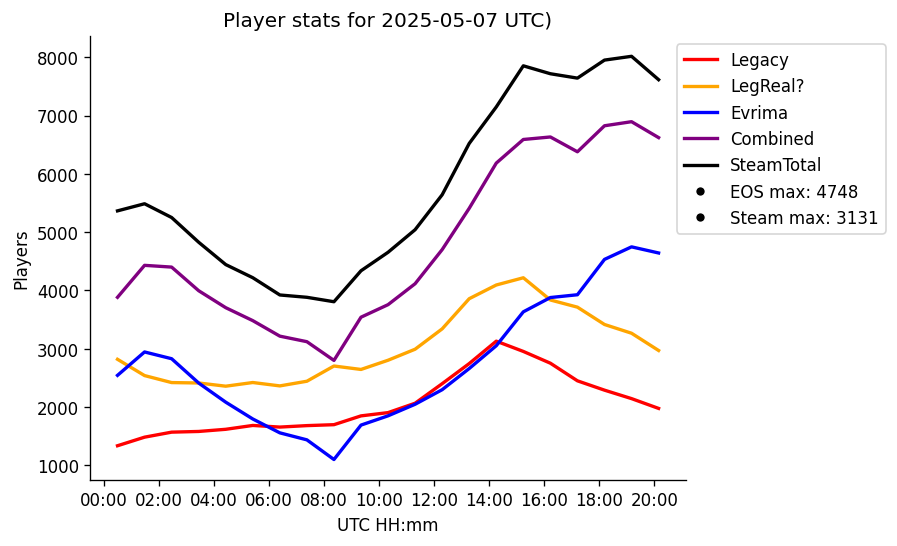 Player stats for 2025-05-07 UTC)
Legacy
LegReal?
Evrima
Combined
SteamTotal
EOS max: 4748
Steam max: 3131
8000
7000
6000
5000
4000
3000
2000
1000
Players
00:00 02:00 04:00 06:00 08:00 10:00 12:00 14:00 16:00 18:00 20:00
UTC HH:mm